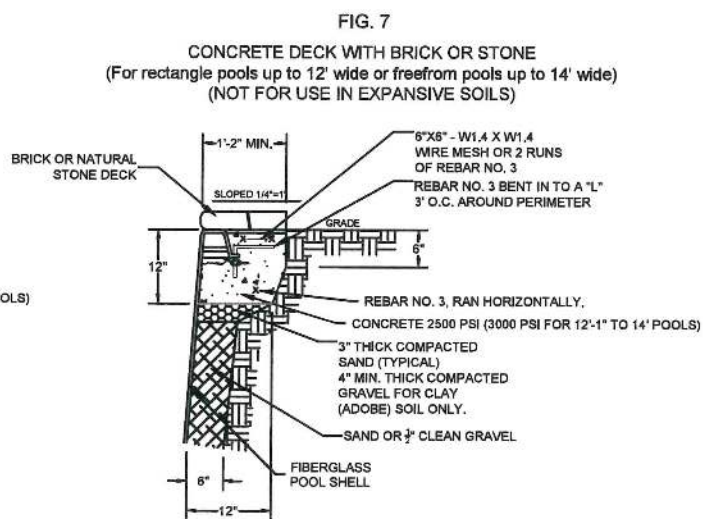 FIG. 7
CONCRETE DECK WITH BRICK OR STONE
(For rectangle pools up to 12' wide or freefrom pools up to 14' wide)
(NOT FOR USE IN EXPANSIVE SOILS)
1'-2" MIN.
6"X6" - W1.4 X W1.4
WIRE MESH OR 2 RUNS
OF REBAR NO. 3
BRICK OR NATURAL
STONE DECK
REBAR NO. 3 BENT IN TO A "L"
3' O.C. AROUND PERIMETER
SLOPED 1/4"=1'
GRADE
6"
12"
OLS)
REBAR NO. 3, RAN HORIZONTALLY.
CONCRETE 2500 PSI (3000 PSI FOR 12'-1" TO 14' POOLS)
3" THICK COMPACTED
SAND (TYPICAL)
4" MIN. THICK COMPACTED
GRAVEL FOR CLAY
(ADOBE) SOIL ONLY.
SAND OR ½" CLEAN GRAVEL
FIBERGLASS
POOL SHELL
6"
12"